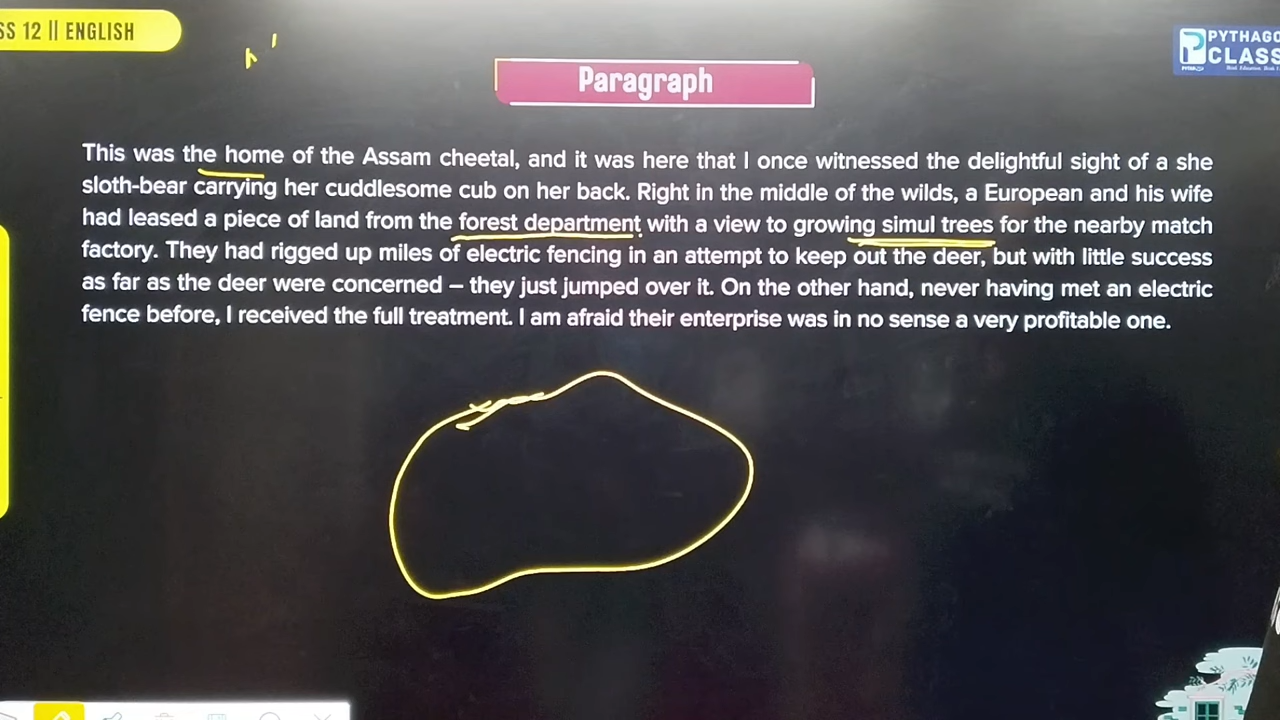 SS 12 || ENGLISH
PYTHAGO
CLASS
Paragraph
This was the home of the Assam cheetal, and it was here that I once witnessed the delightful sight of a she
sloth-bear carrying her cuddlesome cub on her back. Right in the middle of the wilds, a European and his wife
had leased a piece of land from the forest department with a view to growing simul trees for the nearby match
factory. They had rigged up miles of electric fencing in an attempt to keep out the deer, but with little success
as far as the deer were concerned – they just jumped over it. On the other hand, never having met an electric
fence before, I received the full treatment. I am afraid their enterprise was in no sense a very profitable one.